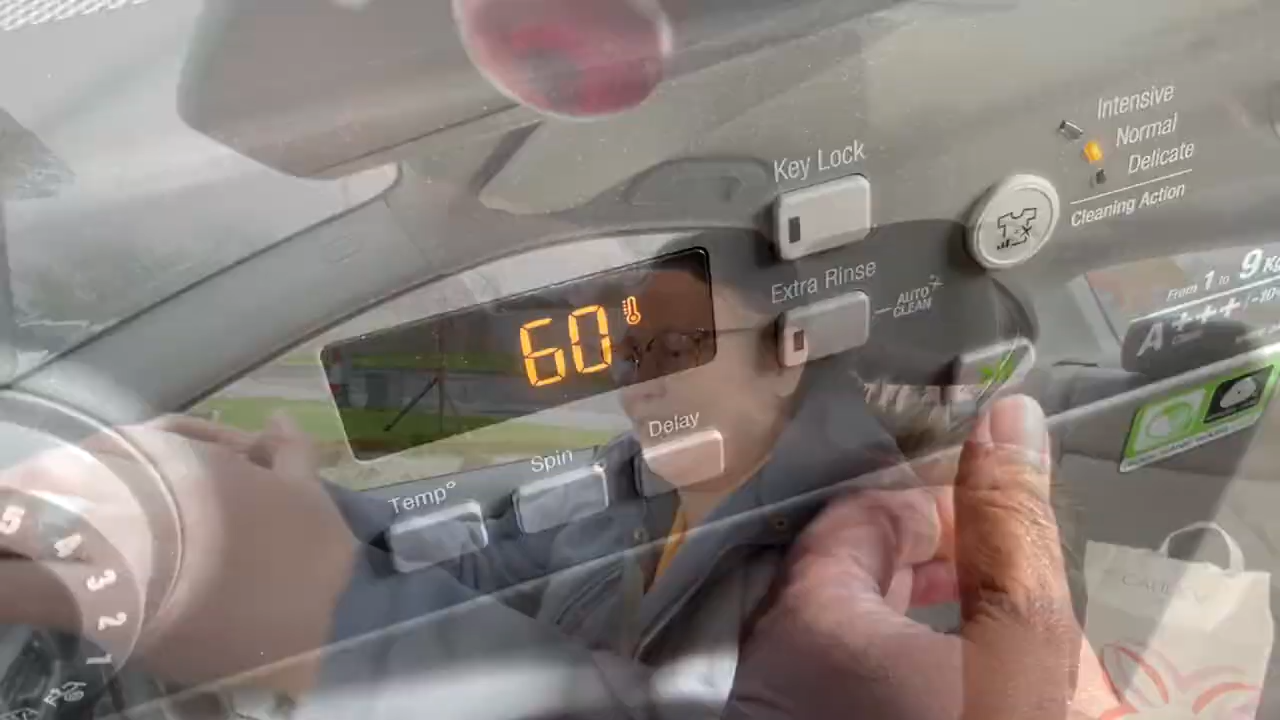 Intensive
Normal
Delicate
Cleaning Action
Key Lock
Extra Rinse
AUTO
CLEAN
From 1 to 9 Kg
A+++
60
Delay
Spin
Temp°
5
4
3
2
1